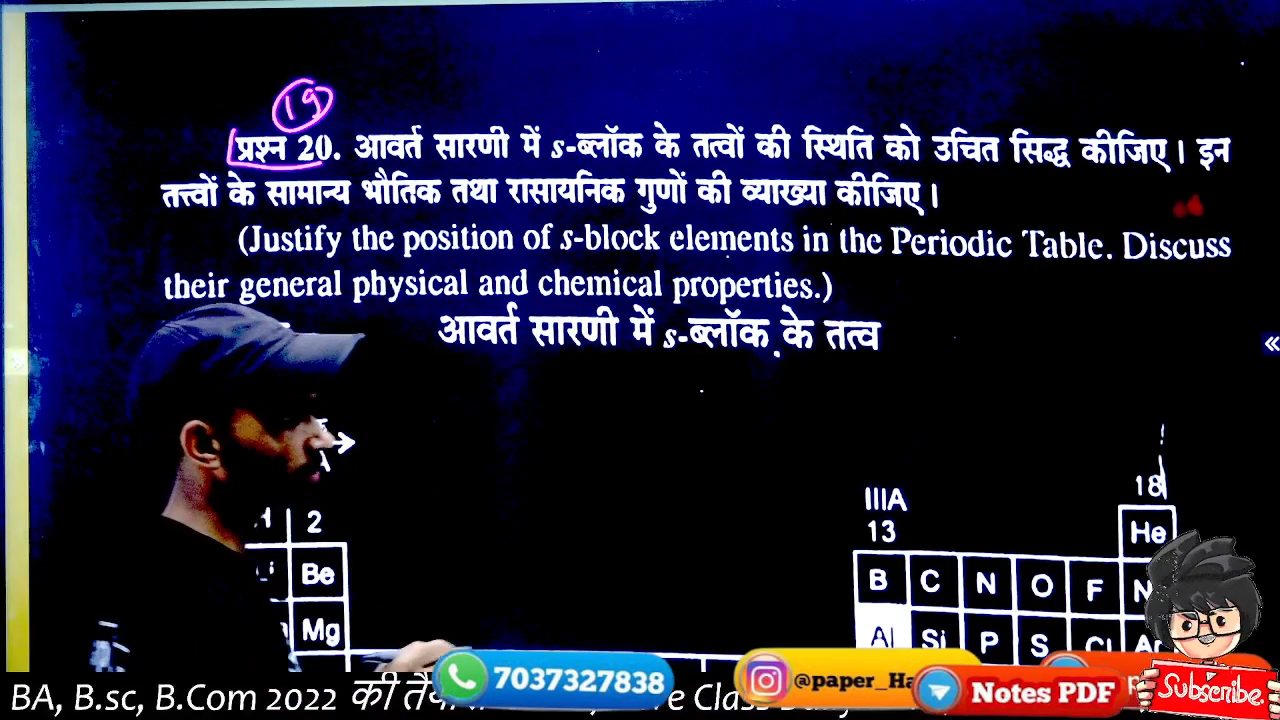 19
प्रश्न 20. आवर्त सारणी में s-ब्लॉक के तत्वों की स्थिति को उचित सिद्ध कीजिए। इन
तत्त्वों के सामान्य भौतिक तथा रासायनिक गुणों की व्याख्या कीजिए।
(Justify the position of s-block elements in the Periodic Table. Discuss
their general physical and chemical properties.)
आवर्त सारणी में s-ब्लॉक के तत्व
IIIA 18
2 13 He
Be B C N O F
Mg Al Si P S Cl
7037327838
Notes PDF
Subscribe
BA, B.sc, B.Com 2022 की